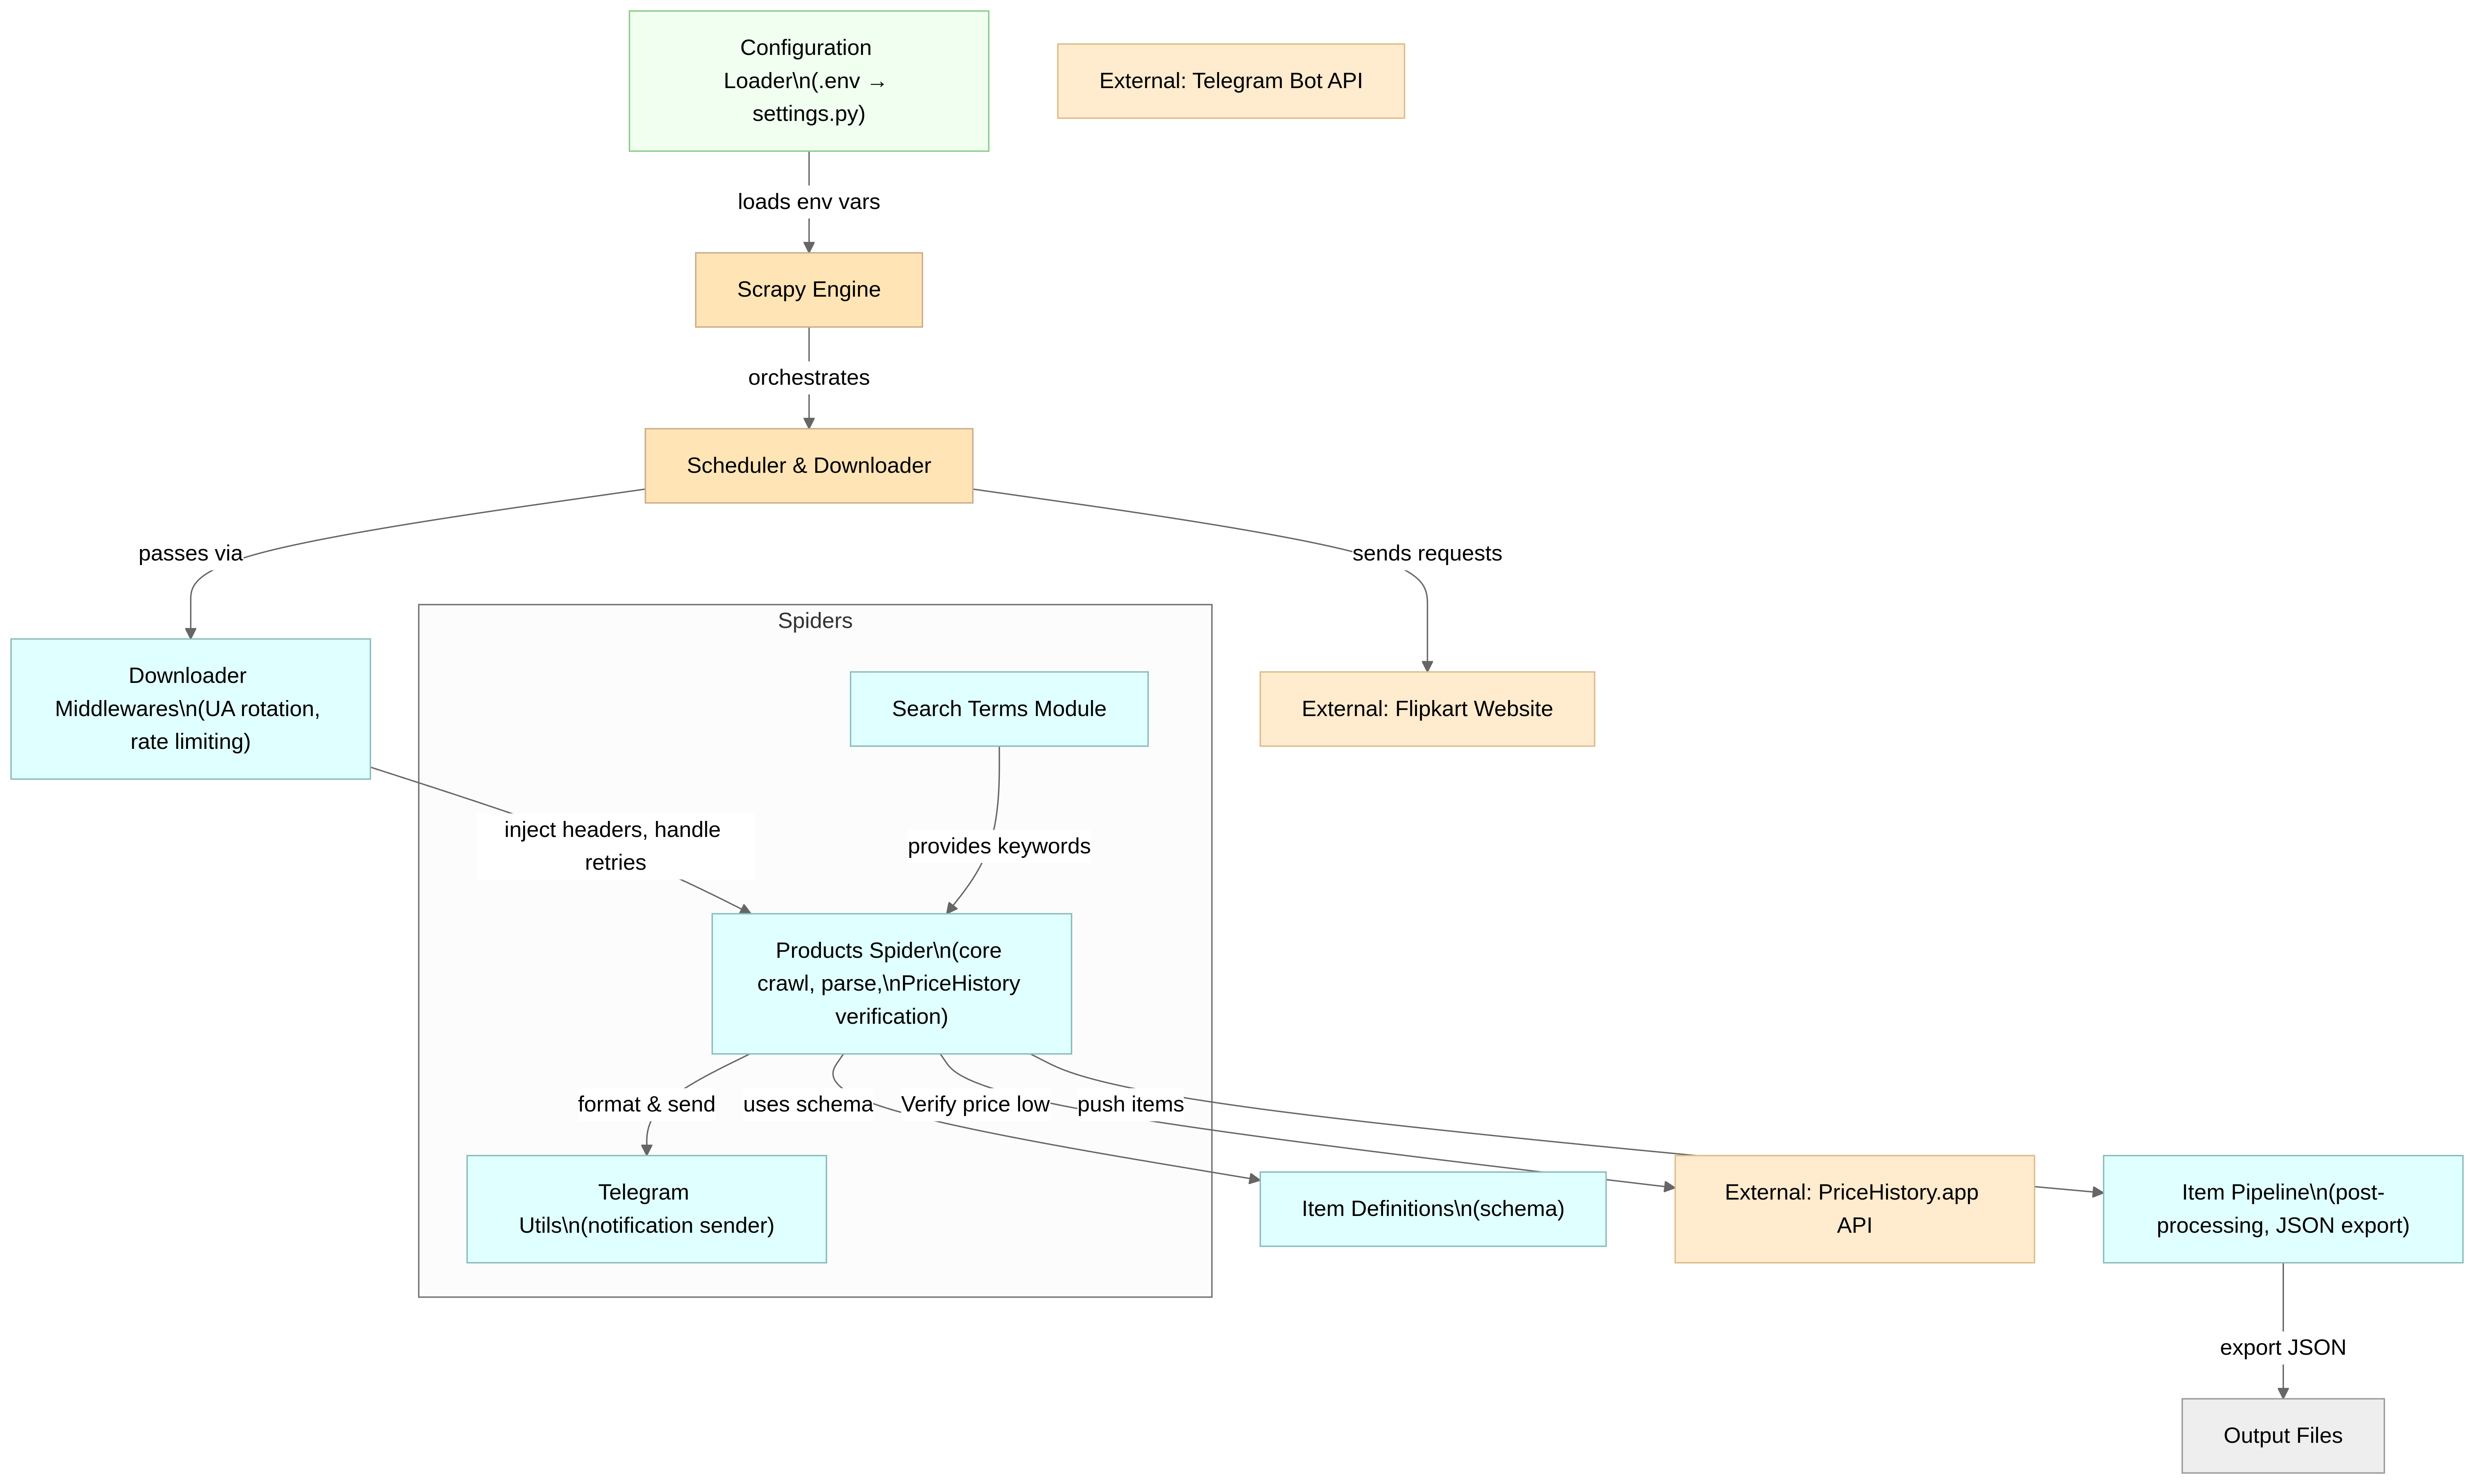 Configuration
Loader\n(.env →
settings.py)
External: Telegram Bot API
loads env vars
Scrapy Engine
orchestrates
Scheduler & Downloader
passes via
sends requests
Spiders
Downloader
Middlewares\n(UA rotation,
rate limiting)
Search Terms Module
External: Flipkart Website
inject headers, handle
retries
provides keywords
Products Spider\n(core
crawl, parse,\nPriceHistory
verification)
format & send
uses schema
Verify price low
push items
Telegram
Utils\n(notification sender)
Item Definitions\n(schema)
External: PriceHistory.app
API
Item Pipeline\n(post-
processing, JSON export)
export JSON
Output Files